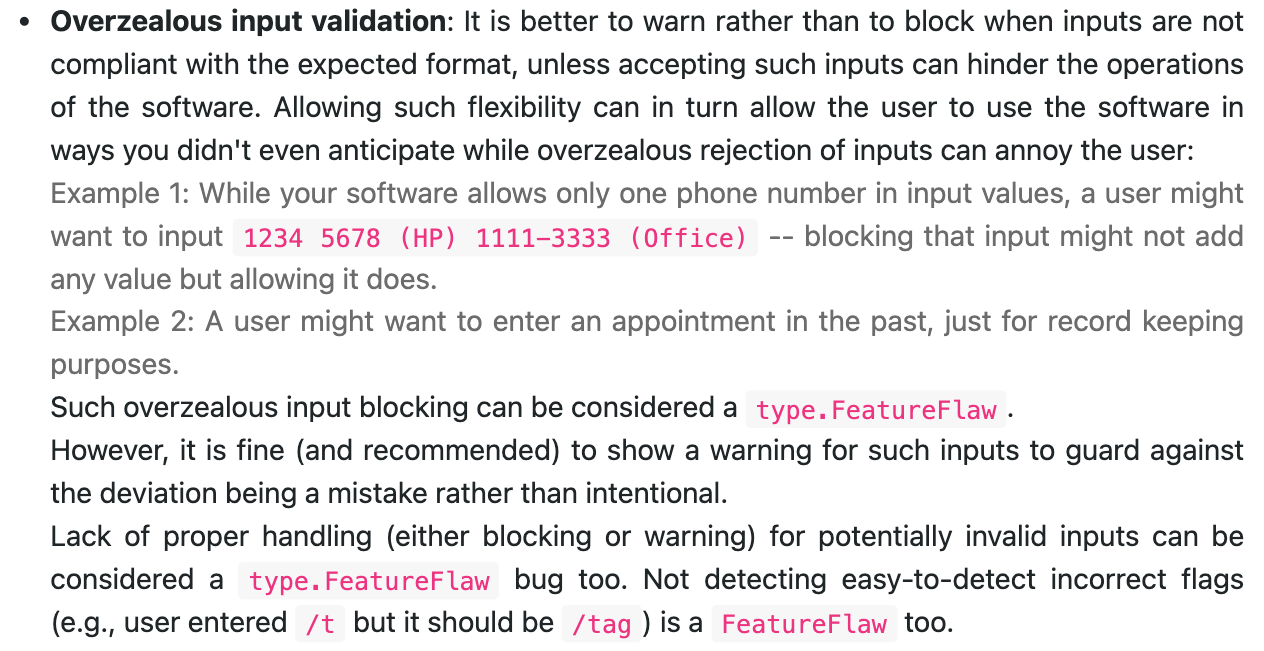 • Overzealous input validation: It is better to warn rather than to block when inputs are not
compliant with the expected format, unless accepting such inputs can hinder the operations
of the software. Allowing such flexibility can in turn allow the user to use the software in
ways you didn't even anticipate while overzealous rejection of inputs can annoy the user:
Example 1: While your software allows only one phone number in input values, a user might
want to input 1234 5678 (HP) 1111-3333 (Office) -- blocking that input might not add
any value but allowing it does.
Example 2: A user might want to enter an appointment in the past, just for record keeping
purposes.
Such overzealous input blocking can be considered a type.FeatureFlaw.
However, it is fine (and recommended) to show a warning for such inputs to guard against
the deviation being a mistake rather than intentional.
Lack of proper handling (either blocking or warning) for potentially invalid inputs can be
considered a type.FeatureFlaw bug too. Not detecting easy-to-detect incorrect flags
(e.g., user entered /t but it should be /tag) is a FeatureFlaw too.